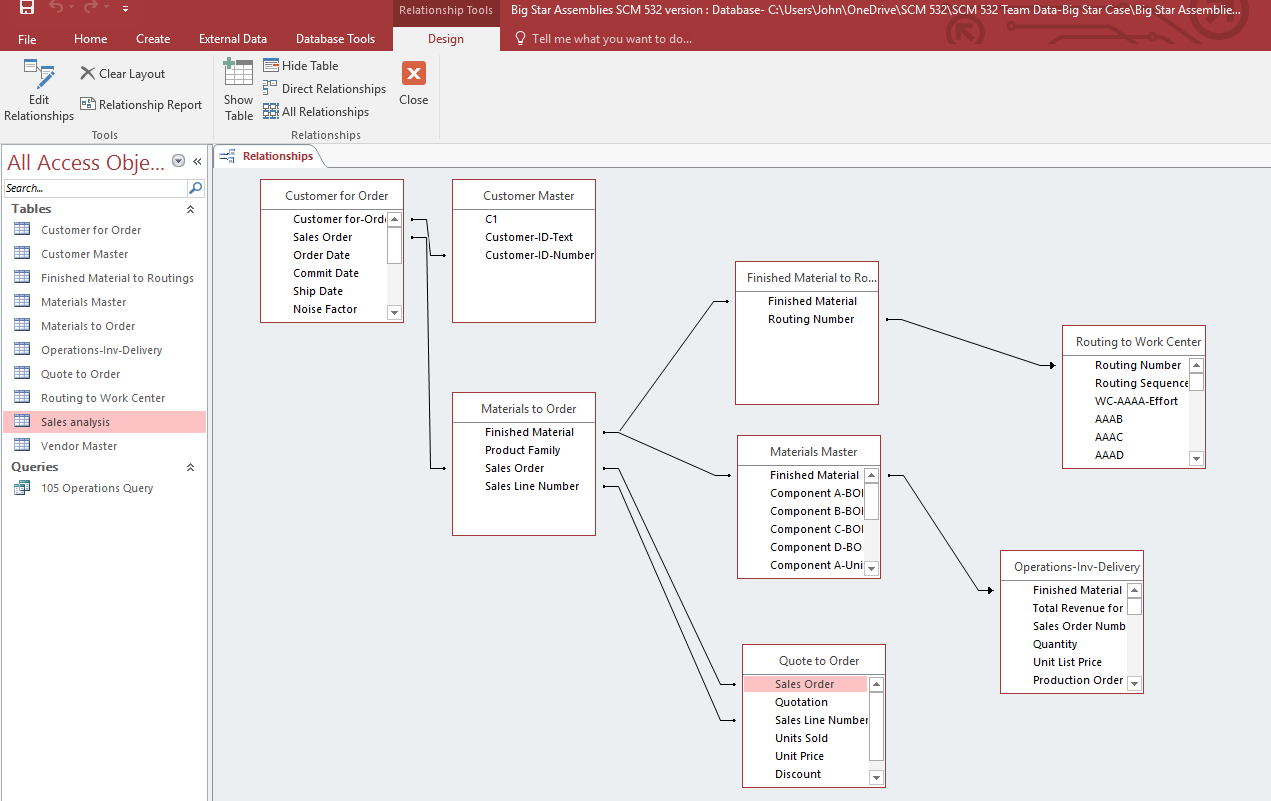 Relationship Tools
Big Star Assemblies SCM 532 version : Database- C:\Users\John\OneDrive\SCM 532\SCM 532 Team Data-Big Star Case\Big Star Assemblie...
File
Home
Create
External Data
Database Tools
Design
Tell me what you want to do...
Edit
Relationships
Clear Layout
Relationship Report
Tools
Show
Table
Hide Table
Direct Relationships
All Relationships
Relationships
Close
All Access Obje...
Search...
Tables
Customer for Order
Customer Master
Finished Material to Routings
Materials Master
Materials to Order
Operations-Inv-Delivery
Quote to Order
Routing to Work Center
Sales analysis
Vendor Master
Queries
105 Operations Query
Relationships
Customer for Order
Customer for-Orde
Sales Order
Order Date
Commit Date
Ship Date
Noise Factor
Customer Master
C1
Customer-ID-Text
Customer-ID-Number
Finished Material to Ro...
Finished Material
Routing Number
Routing to Work Center
Routing Number
Routing Sequence
WC-AAAA-Effort
AAAB
AAAC
AAAD
Materials to Order
Finished Material
Product Family
Sales Order
Sales Line Number
Materials Master
Finished Material
Component A-BOI
Component B-BOI
Component C-BOI
Component D-BO
Component A-Uni
Operations-Inv-Delivery
Finished Material
Total Revenue for
Sales Order Numb
Quantity
Unit List Price
Production Order
Quote to Order
Sales Order
Quotation
Sales Line Number
Units Sold
Unit Price
Discount